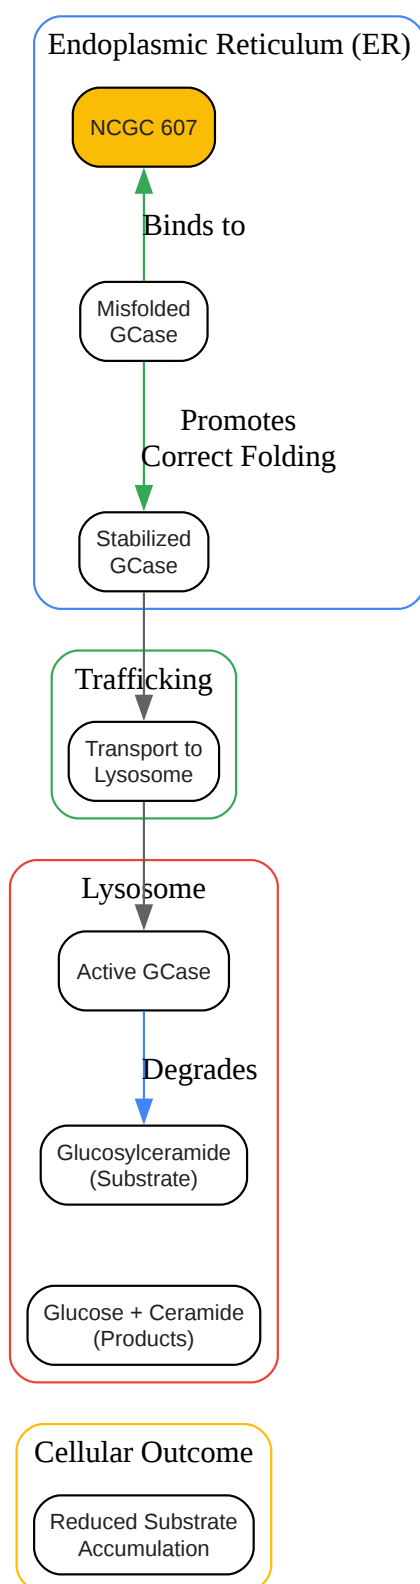 Endoplasmic Reticulum (ER)
NCGC 607
Binds to
Misfolded
GCase
Promotes
Correct Folding
Stabilized
GCase
Trafficking
Transport to
Lysosome
Lysosome
Active GCase
Degrades
Glucosylceramide
(Substrate)
Glucose + Ceramide
(Products)
Cellular Outcome
Reduced Substrate
Accumulation